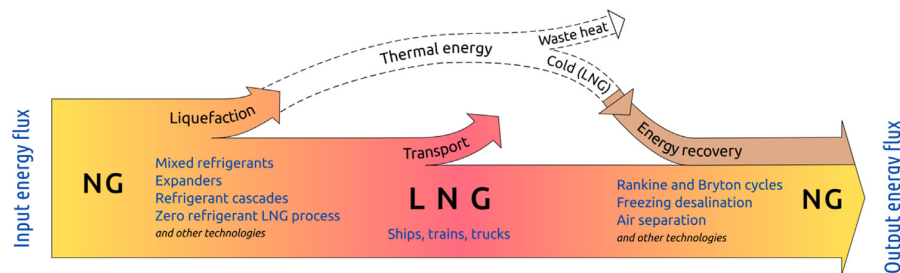 Input energy flux
NG
Liquefaction
Mixed refrigerants
Expanders
Refrigerant cascades
Zero refrigerant LNG process
and other technologies
Thermal energy
Waste heat
Cold (LNG)
Transport
LNG
Ships, trains, trucks
Energy recovery
Rankine and Bryton cycles
Freezing desalination
Air separation
and other technologies
NG
Output energy flux